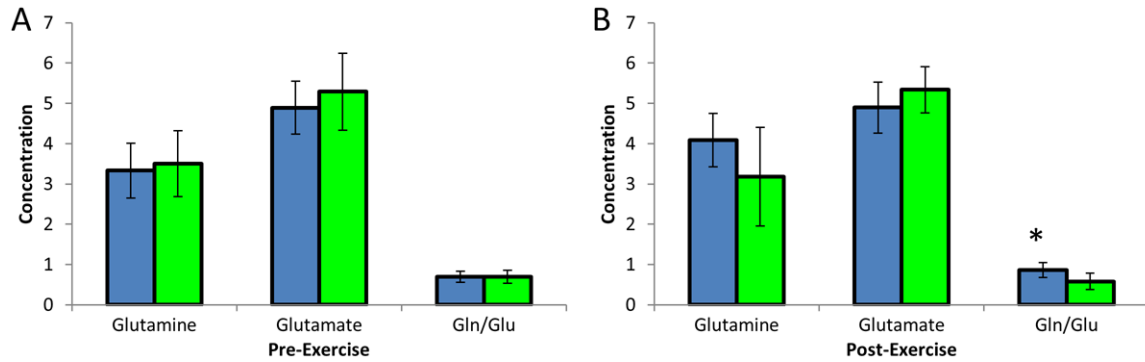 A
7
6
5
4
3
2
1
0
Concentration
Glutamine Glutamate Gln/Glu
Pre-Exercise
B
7
6
5
4
3
2
1
0
Concentration
*
Glutamine Glutamate Gln/Glu
Post-Exercise